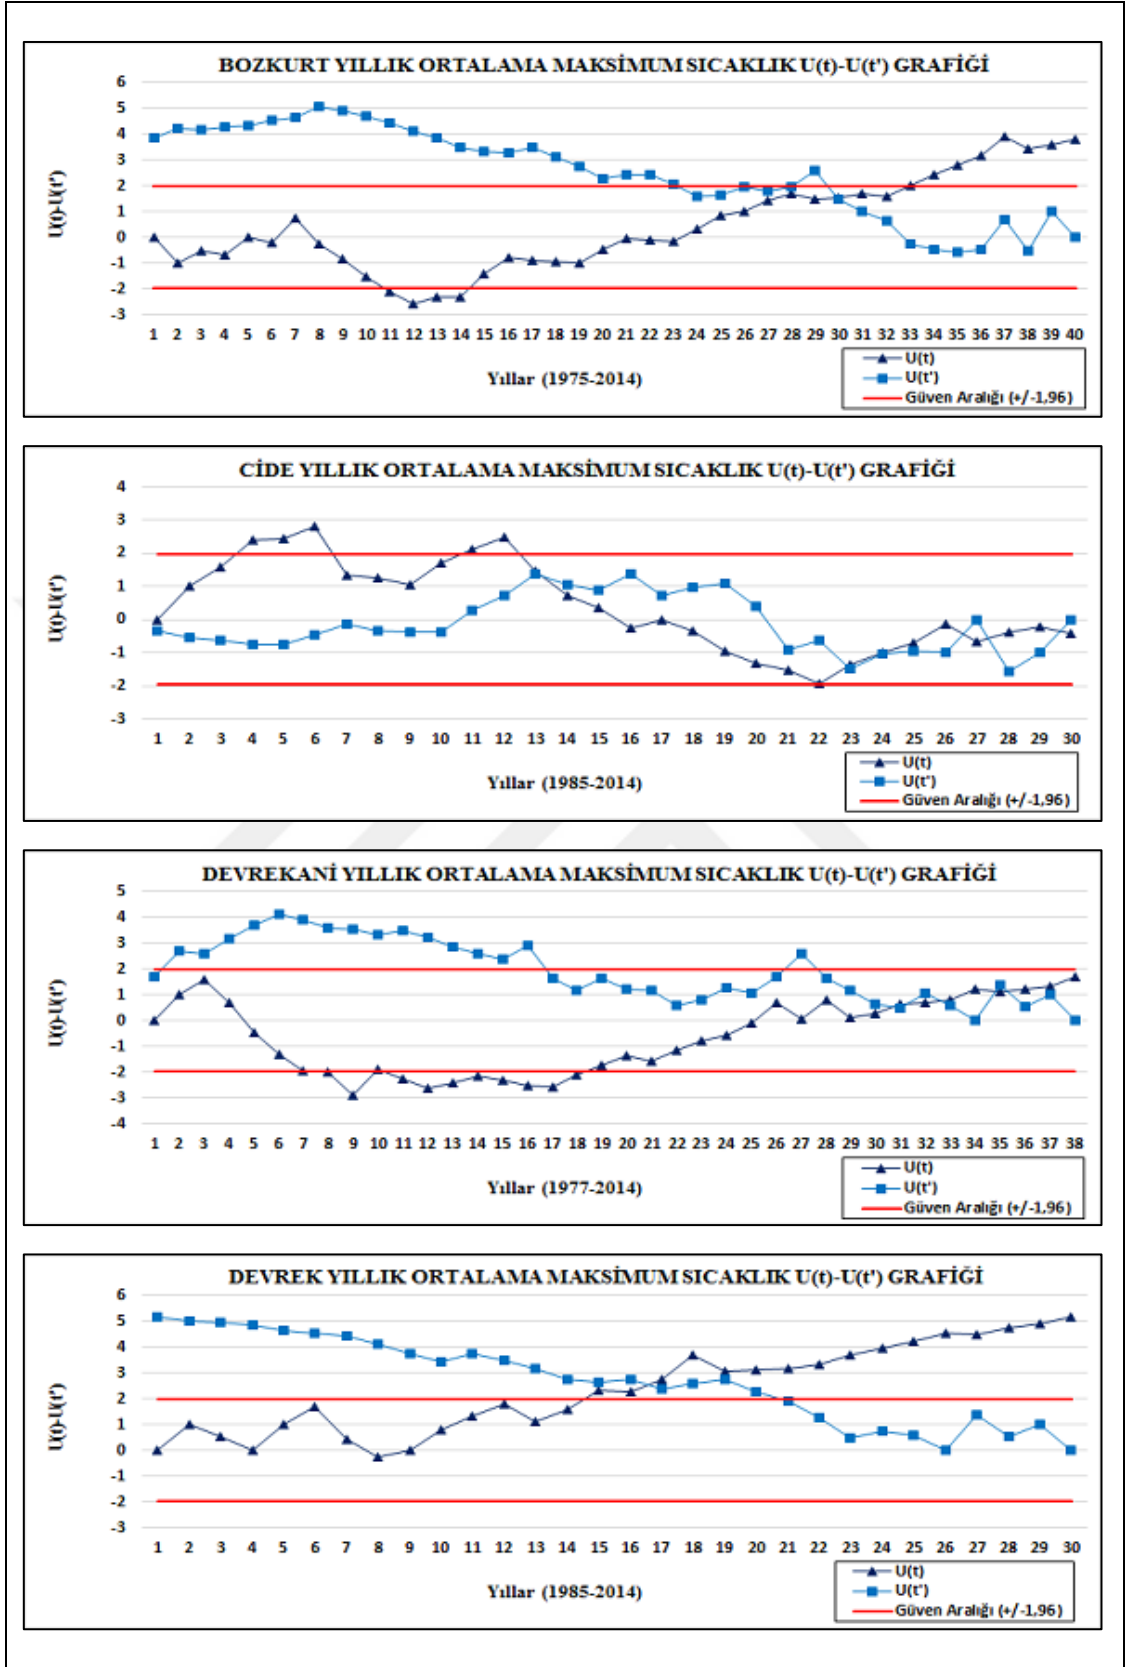 BOZKURT YILLIK ORTALAMA MAKSİMUM SICAKLIK U(t)-U(t') GRAFİĞİ
6
5
4
3
2
1
0
-1
-2
-3
U(t)-U(t')
1 2 3 4 5 6 7 8 9 10 11 12 13 14 15 16 17 18 19 20 21 22 23 24 25 26 27 28 29 30 31 32 33 34 35 36 37 38 39 40
Yıllar (1975-2014)
U(t)
U(t')
Güven Aralığı (+/-1,96)
CİDE YILLIK ORTALAMA MAKSİMUM SICAKLIK U(t)-U(t') GRAFİĞİ
4
3
2
1
0
-1
-2
-3
U(t)-U(t')
1 2 3 4 5 6 7 8 9 10 11 12 13 14 15 16 17 18 19 20 21 22 23 24 25 26 27 28 29 30
Yıllar (1985-2014)
U(t)
U(t')
Güven Aralığı (+/-1,96)
DEVREKANİ YILLIK ORTALAMA MAKSİMUM SICAKLIK U(t)-U(t') GRAFİĞİ
5
4
3
2
1
0
-1
-2
-3
-4
U(t)-U(t')
1 2 3 4 5 6 7 8 9 10 11 12 13 14 15 16 17 18 19 20 21 22 23 24 25 26 27 28 29 30 31 32 33 34 35 36 37 38
Yıllar (1977-2014)
U(t)
U(t')
Güven Aralığı (+/-1,96)
DEVREK YILLIK ORTALAMA MAKSİMUM SICAKLIK U(t)-U(t') GRAFİĞİ
6
5
4
3
2
1
0
-1
-2
-3
U(t)-U(t')
1 2 3 4 5 6 7 8 9 10 11 12 13 14 15 16 17 18 19 20 21 22 23 24 25 26 27 28 29 30
Yıllar (1985-2014)
U(t)
U(t')
Güven Aralığı (+/-1,96)